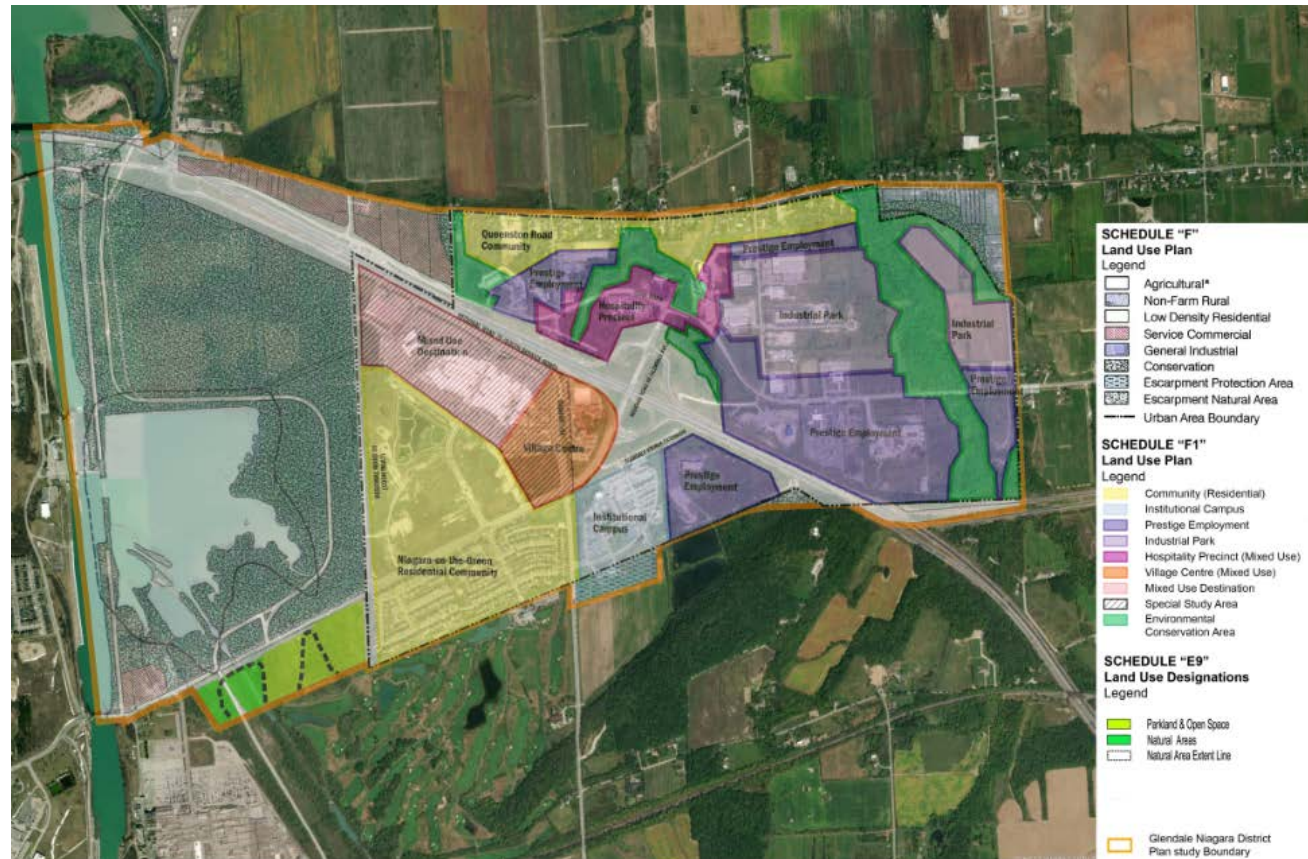 Queenston Road
Community
Prestige
Employment
Prestige Employment
Hospitality
Precinct
Industrial Park
Industrial
Park
Mixed Use
Destination
Prestige
Employment
Village Centre
Prestige Employment
Prestige
Employment
Institutional
Campus
Niagara-on-the-Green
Residential Community
SCHEDULE “F”
Land Use Plan
Legend
Agricultural*
Non-Farm Rural
Low Density Residential
Service Commercial
General Industrial
Conservation
Escarpment Protection Area
Escarpment Natural Area
Urban Area Boundary
SCHEDULE “F1”
Land Use Plan
Legend
Community (Residential)
Institutional Campus
Prestige Employment
Industrial Park
Hospitality Precinct (Mixed Use)
Village Centre (Mixed Use)
Mixed Use Destination
Special Study Area
Environmental
Conservation Area
SCHEDULE “E9”
Land Use Designations
Legend
Parkland & Open Space
Natural Areas
Natural Area Extent Line
Glendale Niagara District
Plan study Boundary